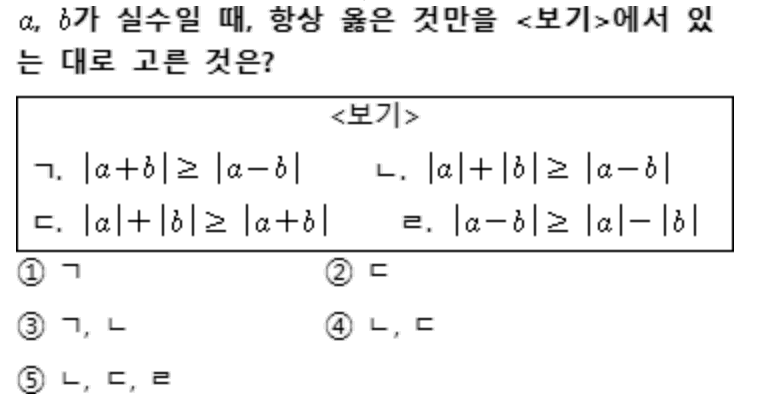 a, b가 실수일 때, 항상 옳은 것만을 <보기>에서 있
는 대로 고른 것은?
<보기>
ㄱ. |a+b| ≥ |a-b| ㄴ. |a|+|b| ≥ |a-b|
ㄷ. |a|+|b| ≥ |a+b| ㄹ. |a-b| ≥ |a|-|b|
① ㄱ ② ㄷ
③ ㄱ, ㄴ ④ ㄴ, ㄷ
⑤ ㄴ, ㄷ, ㄹ